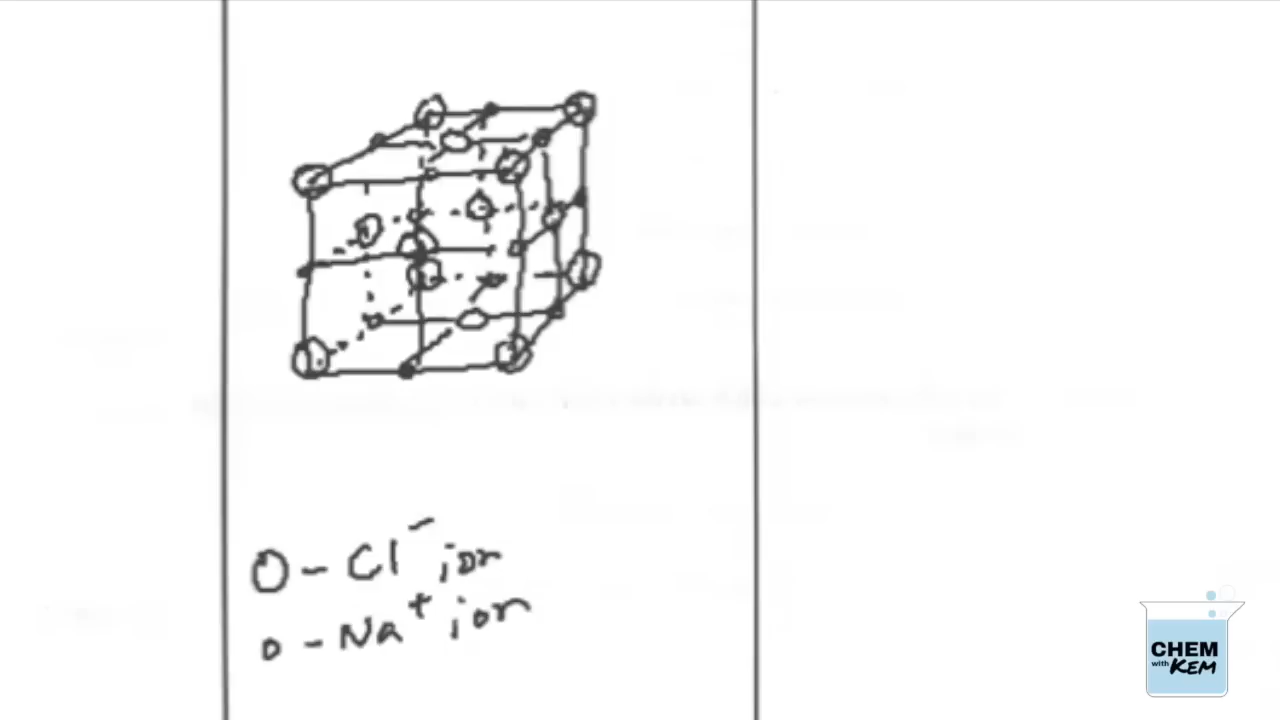 O - Cl⁻ ion
o - Na⁺ ion
CHEM
with KEM